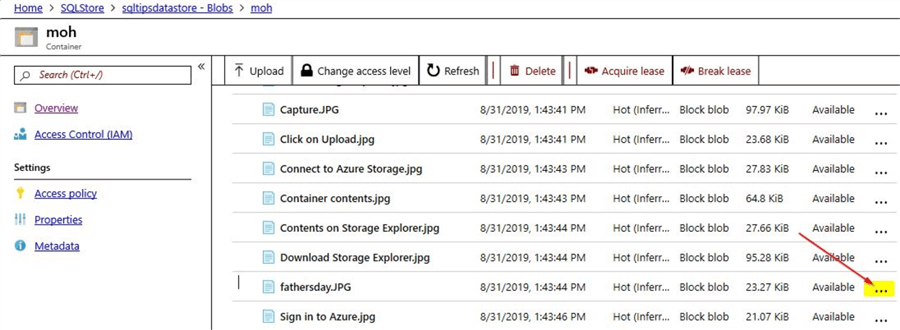 Home > SQLStore > sqltipsdatastore - Blobs > moh
moh
Container
Search (Ctrl+/)
«
Overview
Access Control (IAM)
Settings
Access policy
Properties
Metadata
Upload Change access level Refresh Delete Acquire lease Break lease
Capture.JPG 8/31/2019, 1:43:41 PM Hot (Inferr... Block blob 97.97 KiB Available ...
Click on Upload.jpg 8/31/2019, 1:43:41 PM Hot (Inferr... Block blob 23.68 KiB Available ...
Connect to Azure Storage.jpg 8/31/2019, 1:43:43 PM Hot (Inferr... Block blob 27.83 KiB Available ...
Container contents.jpg 8/31/2019, 1:43:43 PM Hot (Inferr... Block blob 64.8 KiB Available ...
Contents on Storage Explorer.jpg 8/31/2019, 1:43:44 PM Hot (Inferr... Block blob 27.66 KiB Available ...
Download Storage Explorer.jpg 8/31/2019, 1:43:44 PM Hot (Inferr... Block blob 95.28 KiB Available ...
fathersday.JPG 8/31/2019, 1:43:44 PM Hot (Inferr... Block blob 23.27 KiB Available ...
Sign in to Azure.jpg 8/31/2019, 1:43:46 PM Hot (Inferr... Block blob 21.07 KiB Available ...